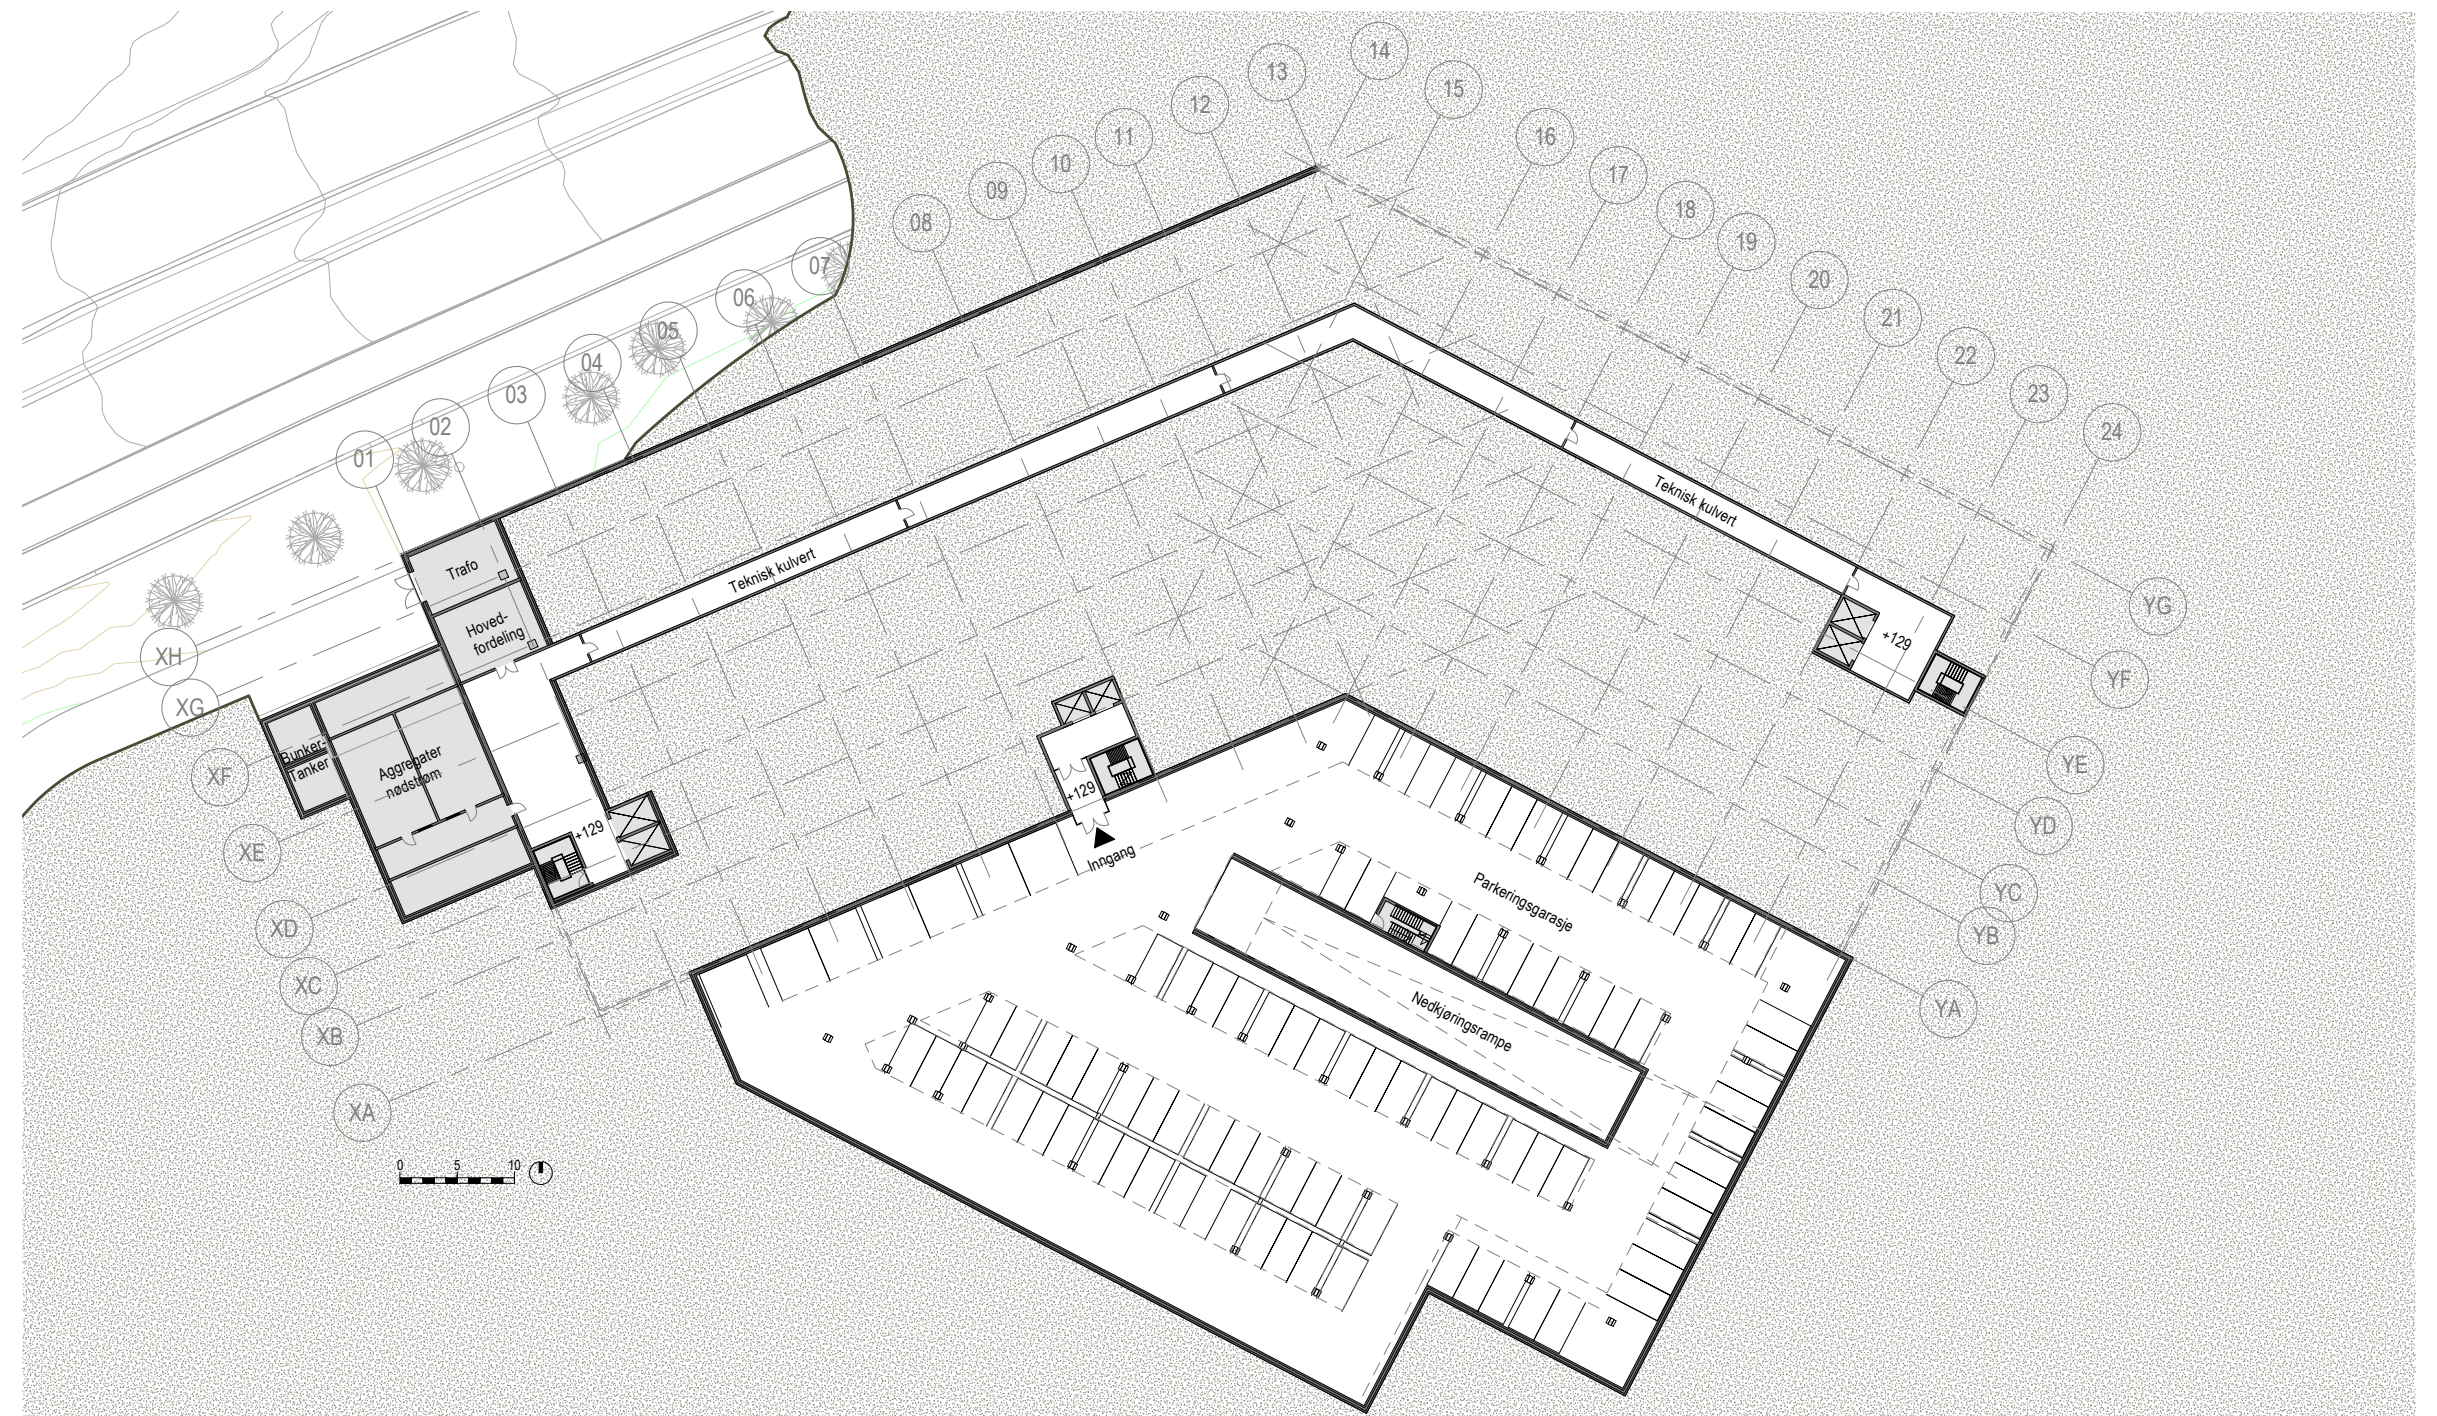 14
13
15
12
11
16
10
17
09
18
08
19
07
20
06
21
05
22
04
23
03
24
02
01
Teknisk kulvert
Teknisk kulvert
Trafo
Hoved-
fordeling
YG
+129
XH
YF
XG
Bunker-
Tanker
Aggregater
nødstrøm
XF
YE
+129
YD
+129
XE
Inngang
Parkeringsgarasje
YC
XD
YB
XC
Nedkjøringsrampe
YA
XB
XA
0 5 10